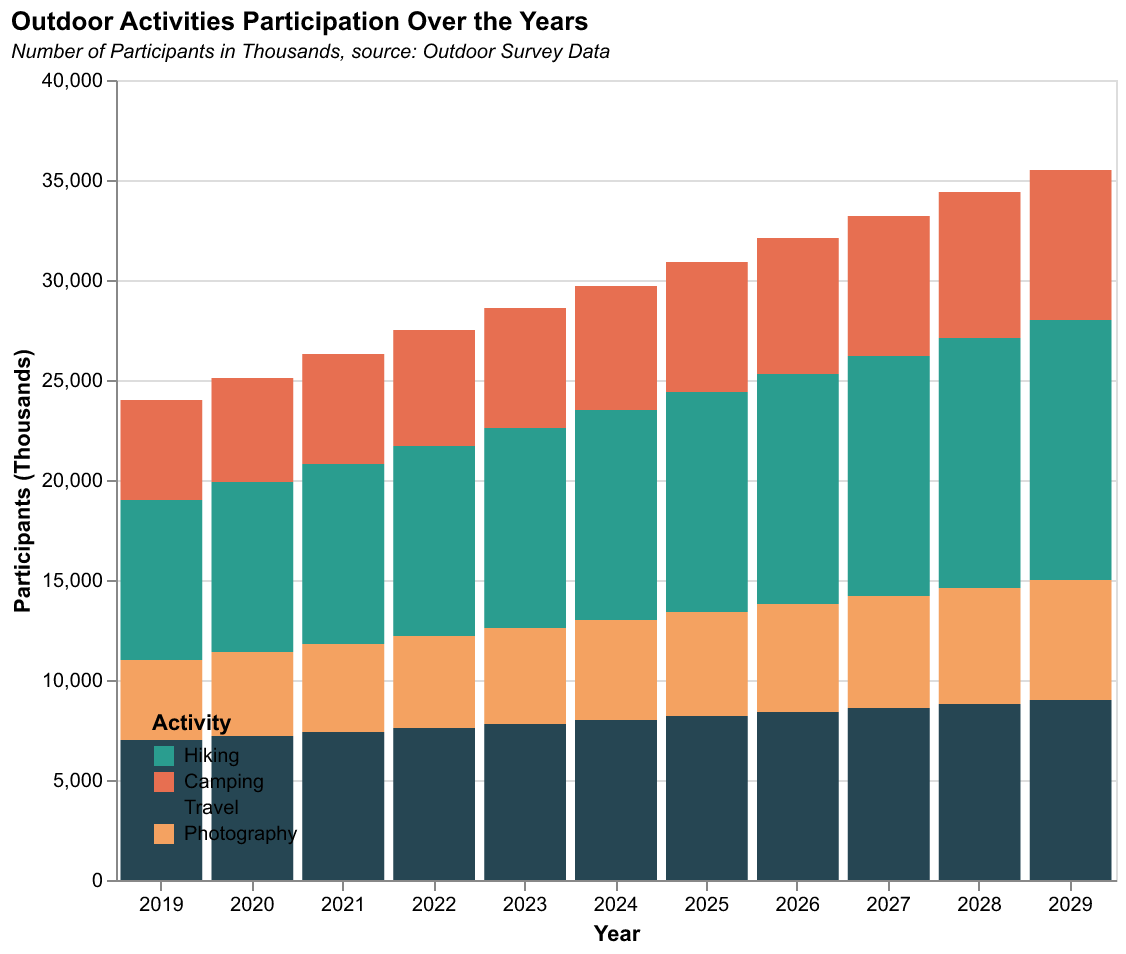 Outdoor Activities Participation Over the Years
Number of Participants in Thousands, source: Outdoor Survey Data
Participants (Thousands)
40,000
35,000
30,000
25,000
20,000
15,000
10,000
5,000
0
Activity
Hiking
Camping
Travel
Photography
2019 2020 2021 2022 2023 2024 2025 2026 2027 2028 2029
Year